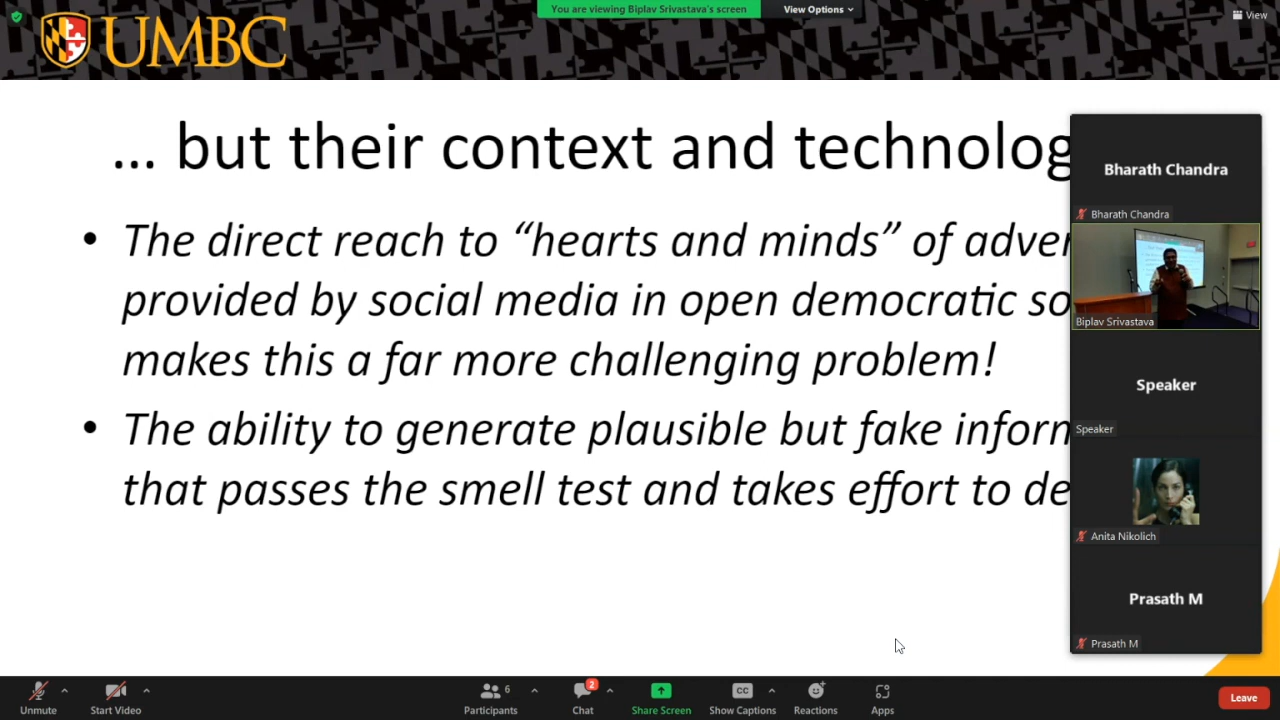 You are viewing Biplav Srivastava's screen
View Options
View
UMBC
... but their context and technolog
• The direct reach to “hearts and minds” of adver
provided by social media in open democratic so
makes this a far more challenging problem!
• The ability to generate plausible but fake inform
that passes the smell test and takes effort to de
Bharath Chandra
Bharath Chandra
Biplav Srivastava
Speaker
Speaker
Anita Nikolich
Prasath M
Prasath M
Unmute
Start Video
Participants
6
Chat
2
Share Screen
CC
Show Captions
Reactions
Apps
Leave